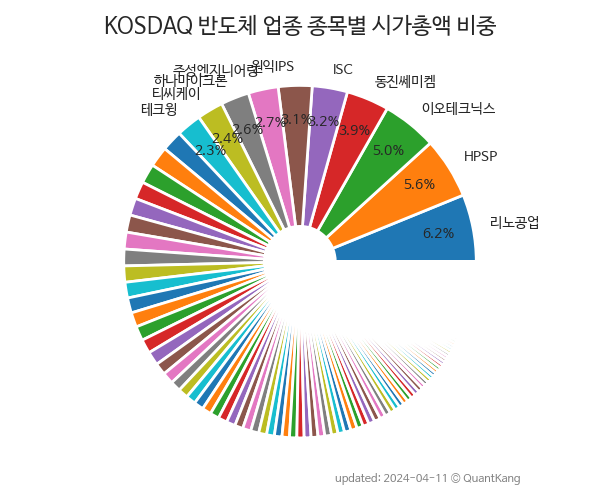 KOSDAQ 반도체 업종 종목별 시가총액 비중
리노공업
6.2%
HPSP
5.6%
이오테크닉스
5.0%
동진쎄미켐
3.9%
ISC
3.2%
원익IPS
3.1%
주성엔지니어링
2.7%
하나마이크론
2.6%
티씨케이
2.4%
테크윙
2.3%
updated: 2024-04-11 © QuantKang